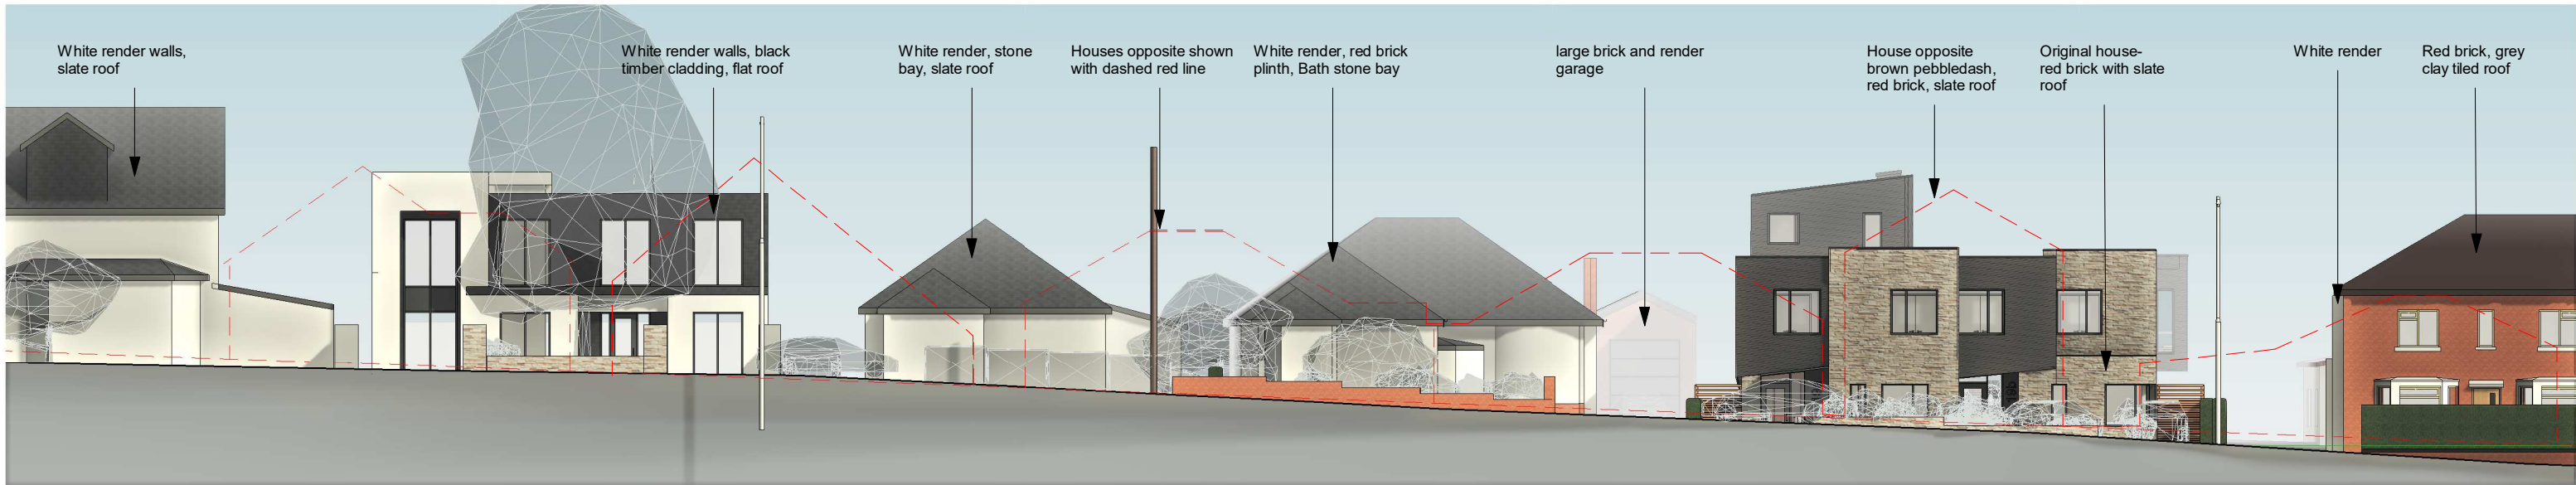 White render walls,
slate roof
White render walls, black
timber cladding, flat roof
White render, stone
bay, slate roof
Houses opposite shown
with dashed red line
White render, red brick
plinth, Bath stone bay
large brick and render
garage
House opposite
brown pebbledash,
red brick, slate roof
Original house-
red brick with slate
roof
White render
Red brick, grey
clay tiled roof